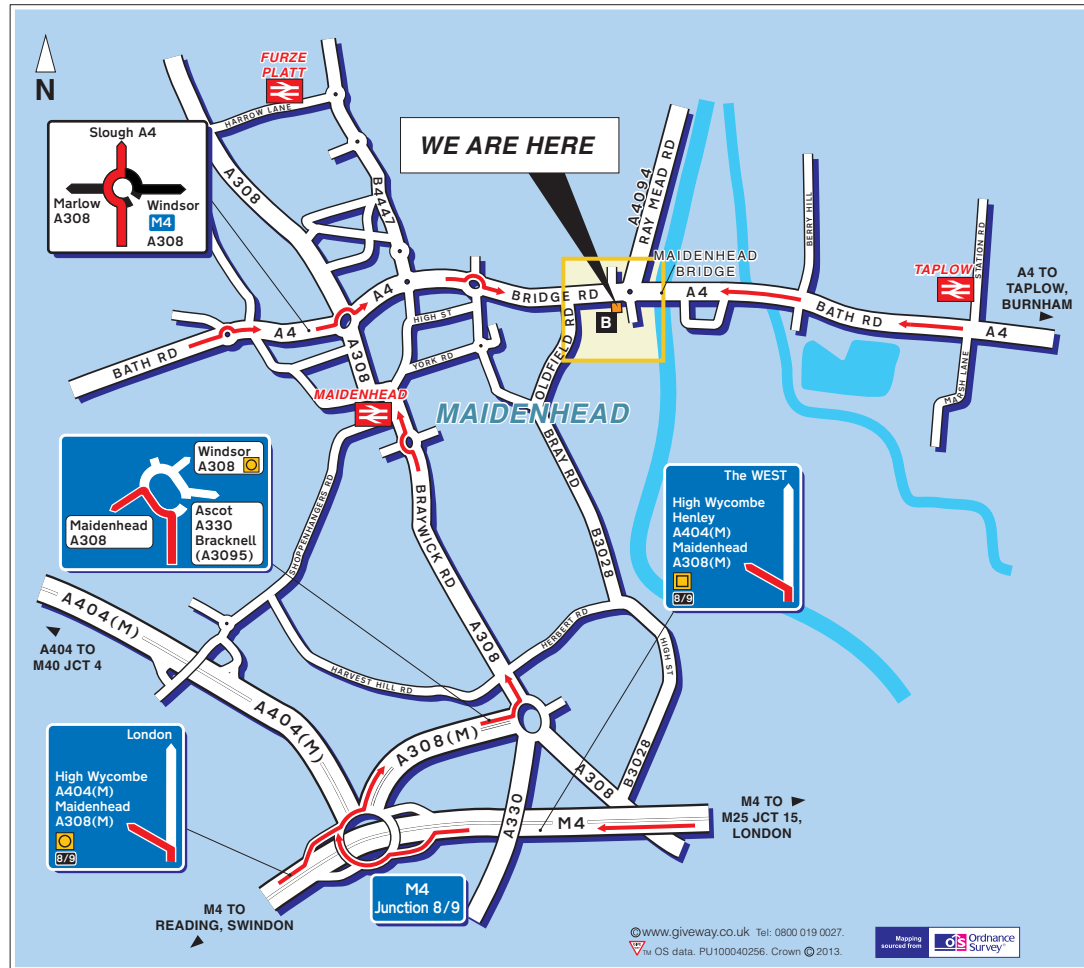 N
FURZE
PLATT
HARROW LANE
Slough A4
Marlow
A308
Windsor
M4
A308
A308
B4447
WE ARE HERE
A4094
RAY MEAD RD
MAIDENHEAD
BRIDGE
BERRY HILL
STATION RD
TAPLOW
A4 TO
TAPLOW,
BURNHAM
BATH RD
A4
A4
HIGH ST
BRIDGE RD
B
A4
BATH RD
A4
MARSH LANE
A308
YORK RD
OLDFIELD RD
MAIDENHEAD
MAIDENHEAD
BRAY RD
B3028
Windsor
A308
Maidenhead
A308
Ascot
A330
Bracknell
(A3095)
SHOPPENHANGERS RD
BRAYWICK RD
The WEST
High Wycombe
Henley
A404(M)
Maidenhead
A308(M)
8/9
A404(M)
A404 TO
M40 JCT 4
HARVEST HILL RD
A308
HERBERT RD
HIGH ST
A404(M)
A308(M)
A308
B3028
A330
London
High Wycombe
A404(M)
Maidenhead
A308(M)
8/9
M4
M4 TO
M25 JCT 15,
LONDON
M4
Junction 8/9
M4 TO
READING, SWINDON
© www.giveway.co.uk Tel: 0800 019 0027.
TM OS data. PU100040256. Crown © 2013.
Mapping
sourced from
OS Ordnance
Survey®